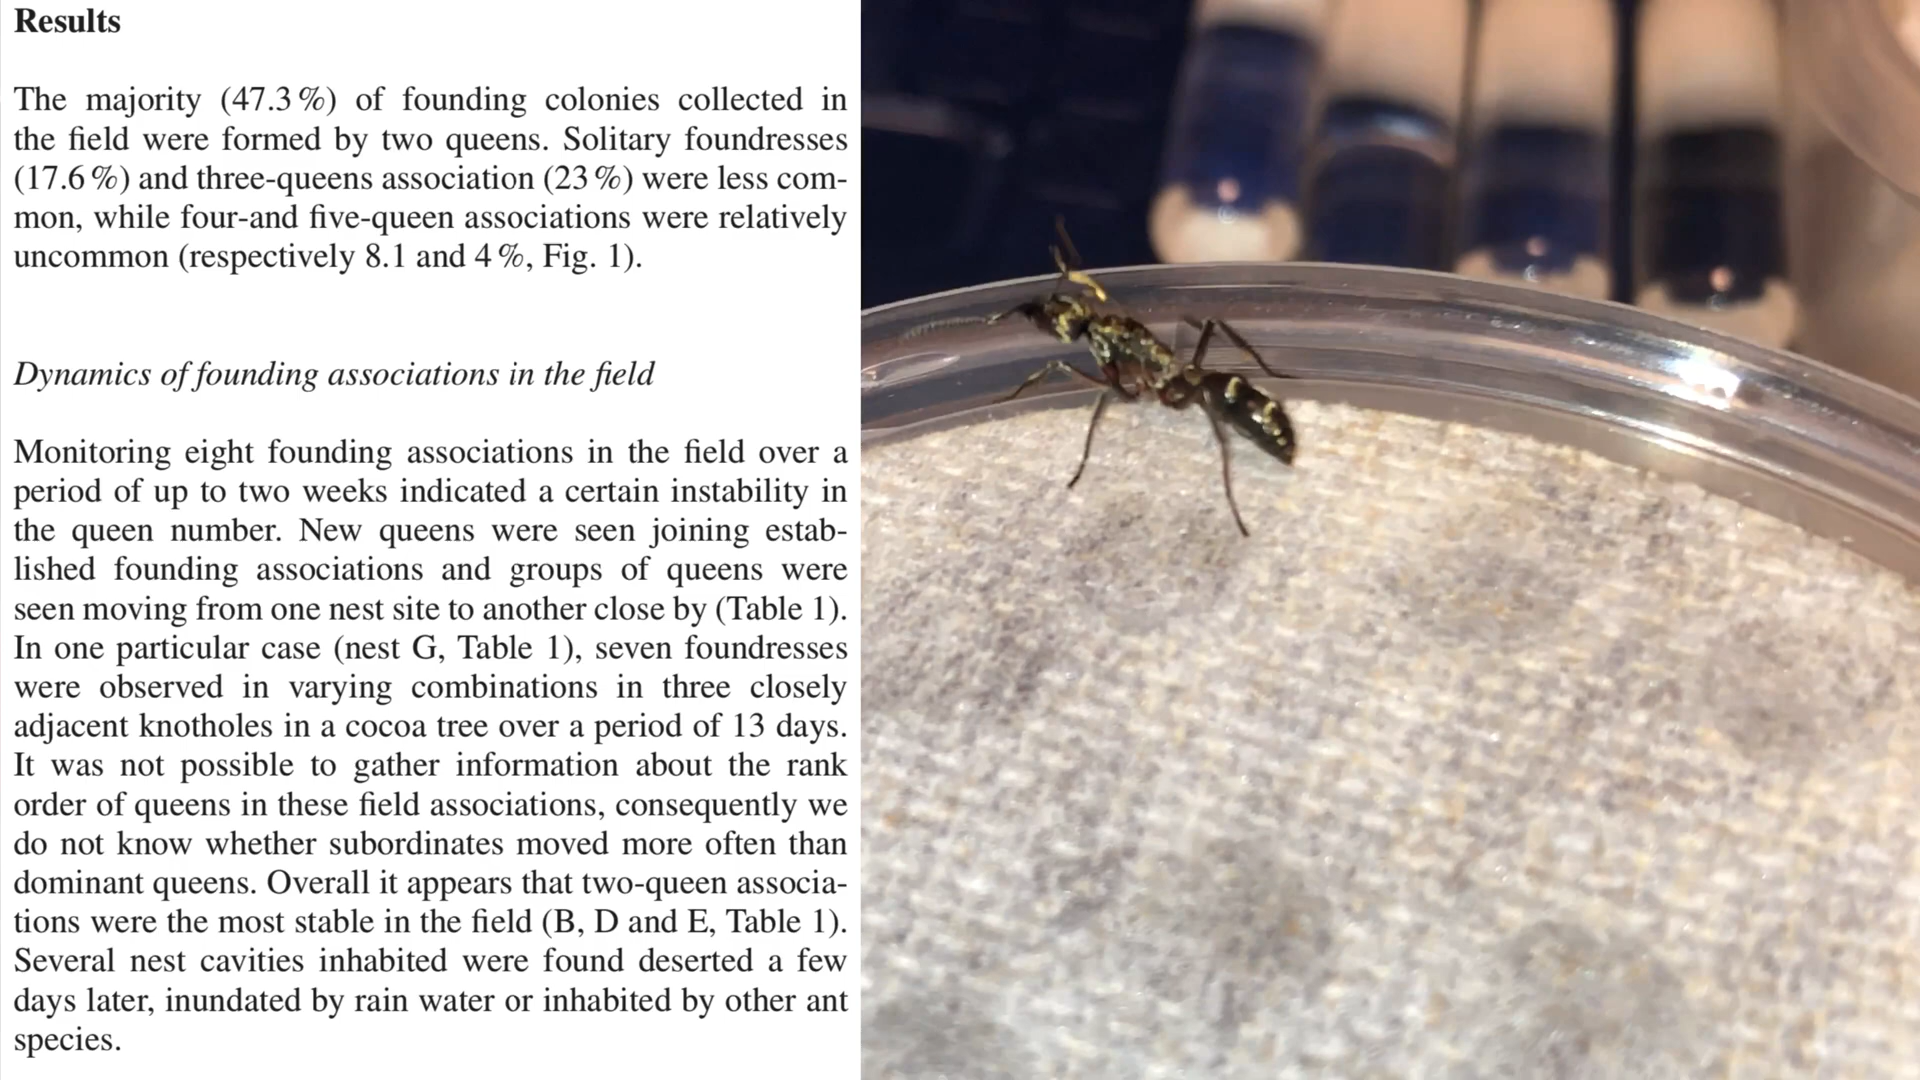 Results
The majority (47.3 %) of founding colonies collected in
the field were formed by two queens. Solitary foundresses
(17.6 %) and three-queens association (23 %) were less com-
mon, while four-and five-queen associations were relatively
uncommon (respectively 8.1 and 4 %, Fig. 1).
Dynamics of founding associations in the field
Monitoring eight founding associations in the field over a
period of up to two weeks indicated a certain instability in
the queen number. New queens were seen joining estab-
lished founding associations and groups of queens were
seen moving from one nest site to another close by (Table 1).
In one particular case (nest G, Table 1), seven foundresses
were observed in varying combinations in three closely
adjacent knotholes in a cocoa tree over a period of 13 days.
It was not possible to gather information about the rank
order of queens in these field associations, consequently we
do not know whether subordinates moved more often than
dominant queens. Overall it appears that two-queen associa-
tions were the most stable in the field (B, D and E, Table 1).
Several nest cavities inhabited were found deserted a few
days later, inundated by rain water or inhabited by other ant
species.